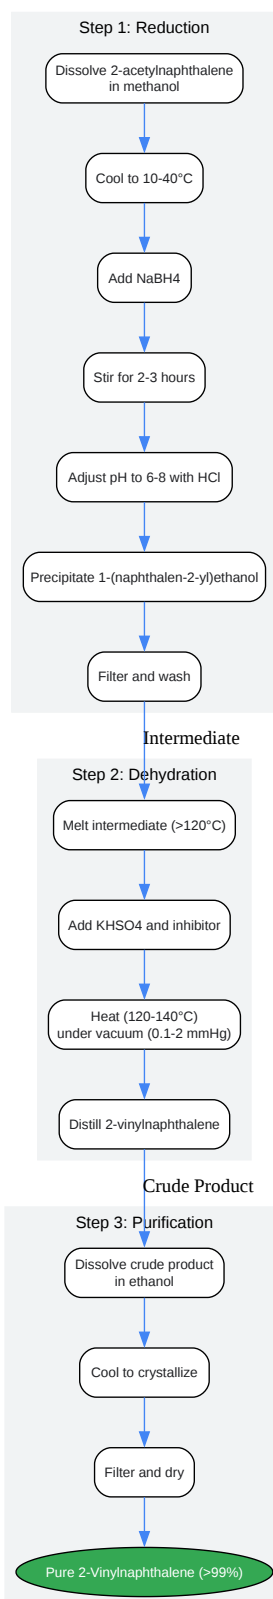 Step 1: Reduction
Dissolve 2-acetylnaphthalene
in methanol
Cool to 10-40°C
Add NaBH4
Stir for 2-3 hours
Adjust pH to 6-8 with HCl
Precipitate 1-(naphthalen-2-yl)ethanol
Filter and wash
Intermediate
Step 2: Dehydration
Melt intermediate (>120°C)
Add KHSO4 and inhibitor
Heat (120-140°C)
under vacuum (0.1-2 mmHg)
Distill 2-vinylnaphthalene
Crude Product
Step 3: Purification
Dissolve crude product
in ethanol
Cool to crystallize
Filter and dry
Pure 2-Vinylnaphthalene (>99%)